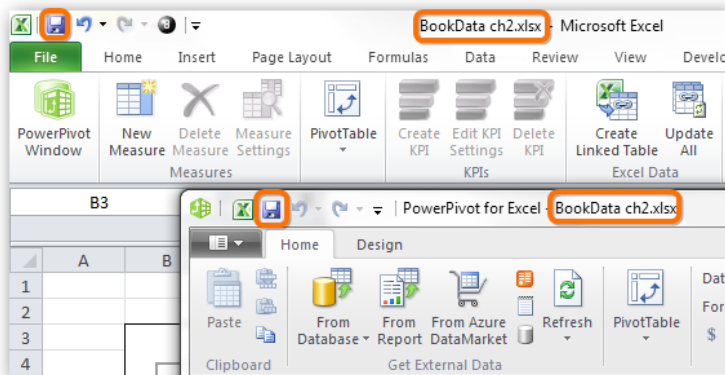 BookData ch2.xlsx - Microsoft Excel
File Home Insert Page Layout Formulas Data Review View Develo
PowerPivot Window
New Measure
Delete Measure
Measure Settings
PivotTable
Create KPI
Edit KPI Settings
Delete KPI
Create Linked Table
Update All
Measures KPIs Excel Data
B3
PowerPivot for Excel - BookData ch2.xlsx
Home Design
A B
1
2
3
4
Paste
From Database
From Report
From Azure DataMarket
Refresh
PivotTable
Dat
For
$
Clipboard Get External Data